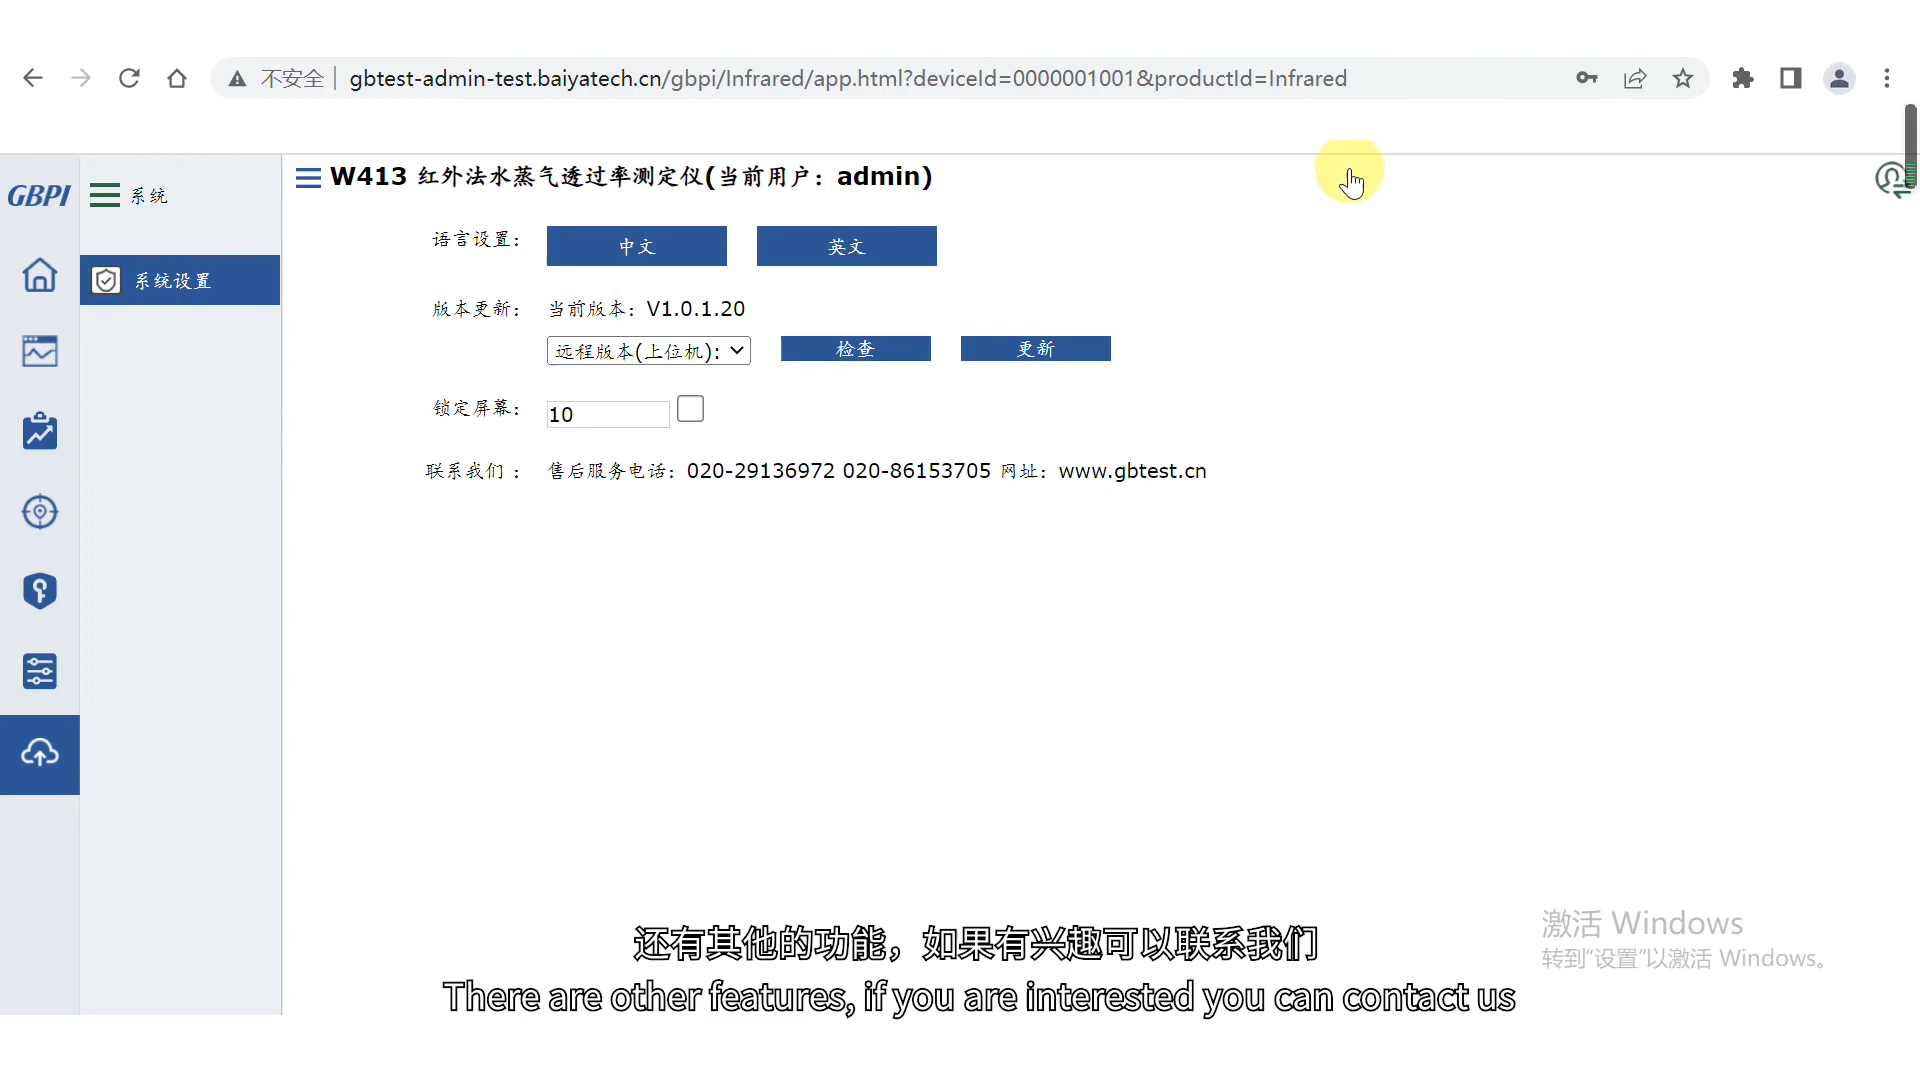 不安全 gbtest-admin-test.baiyatech.cn/gbpi/Infrared/app.html?deviceId=0000001001&productId=Infrared
GBPI 系统
W413 红外法水蒸气透过率测定仪(当前用户：admin)
系统设置
语言设置： 中文 英文
版本更新： 当前版本：V1.0.1.20
远程版本(上位机): 检查 更新
锁定屏幕： 10
联系我们 ： 售后服务电话：020-29136972 020-86153705 网址：www.gbtest.cn
激活 Windows
转到"设置"以激活 Windows。
还有其他的功能，如果有兴趣可以联系我们
There are other features, if you are interested you can contact us